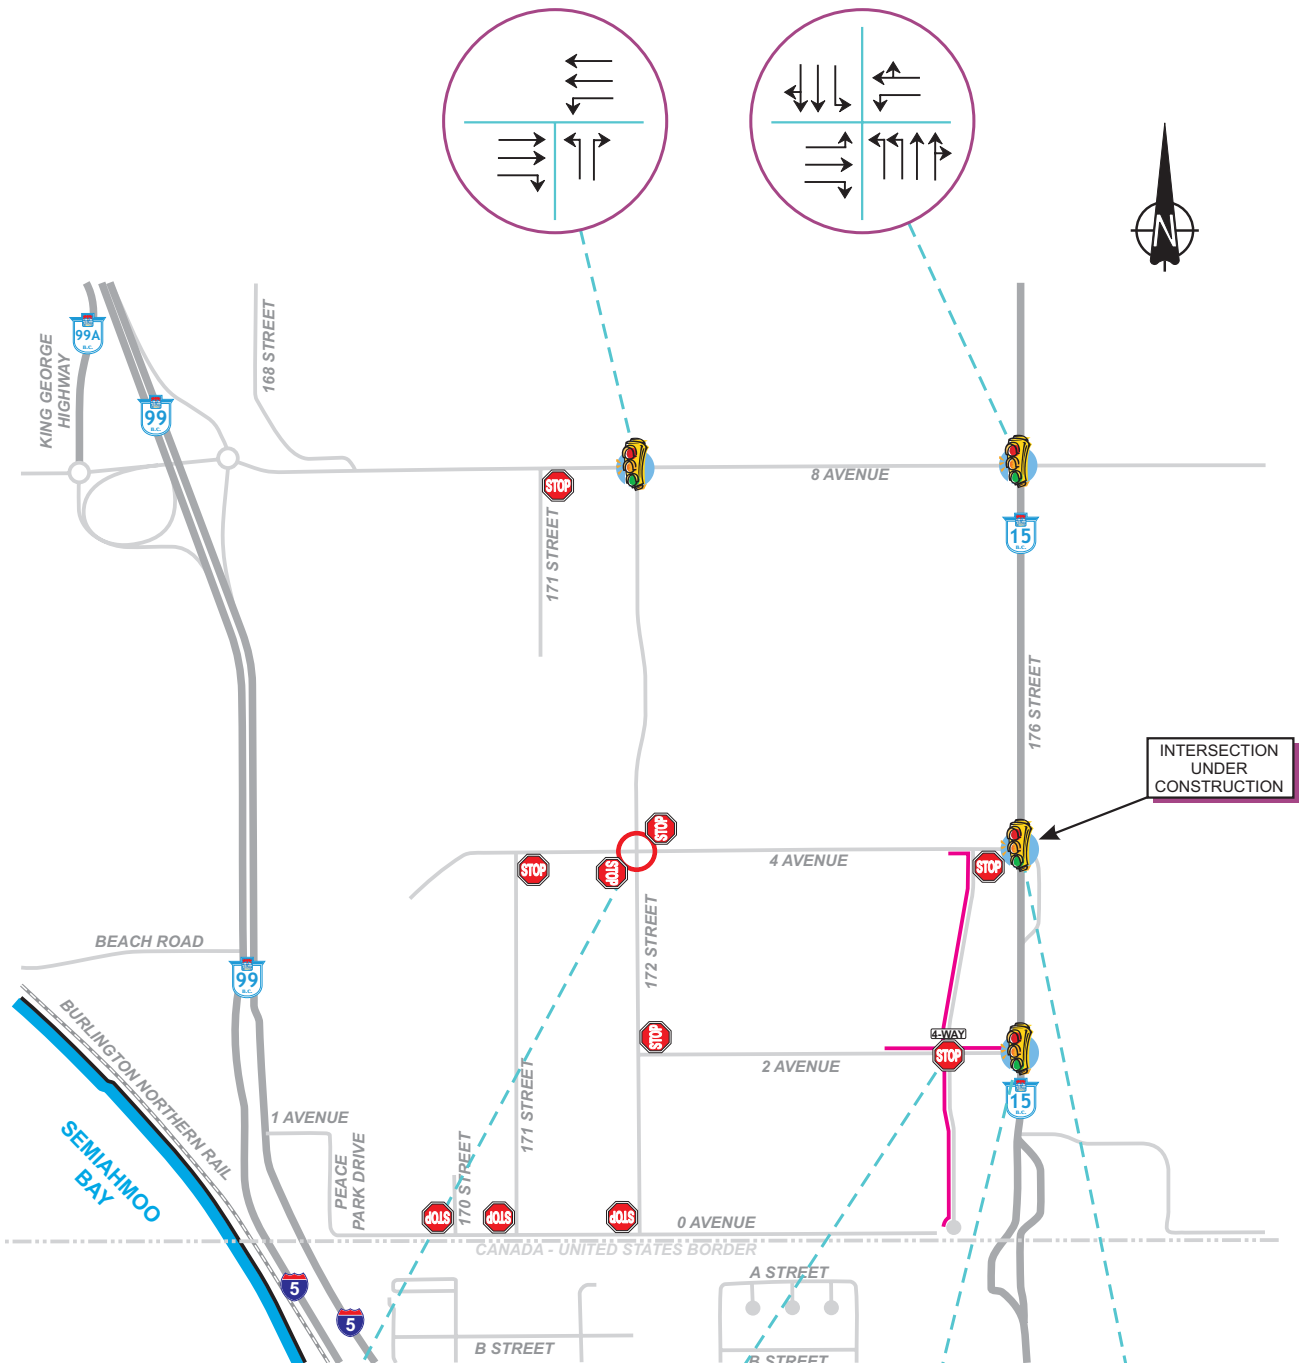 N
99A
B.C.
KING GEORGE
HIGHWAY
99
B.C.
168 STREET
8 AVENUE
STOP
171 STREET
15
B.C.
176 STREET
INTERSECTION
UNDER
CONSTRUCTION
STOP
4 AVENUE
STOP
STOP
STOP
172 STREET
BEACH ROAD
99
B.C.
BURLINGTON NORTHERN RAIL
SEMIAHMOO
BAY
STOP
4-WAY
STOP
2 AVENUE
15
B.C.
171 STREET
1 AVENUE
PEACE
PARK DRIVE
170 STREET
STOP
STOP
STOP
0 AVENUE
CANADA - UNITED STATES BORDER
5
5
A STREET
B STREET
B STREET